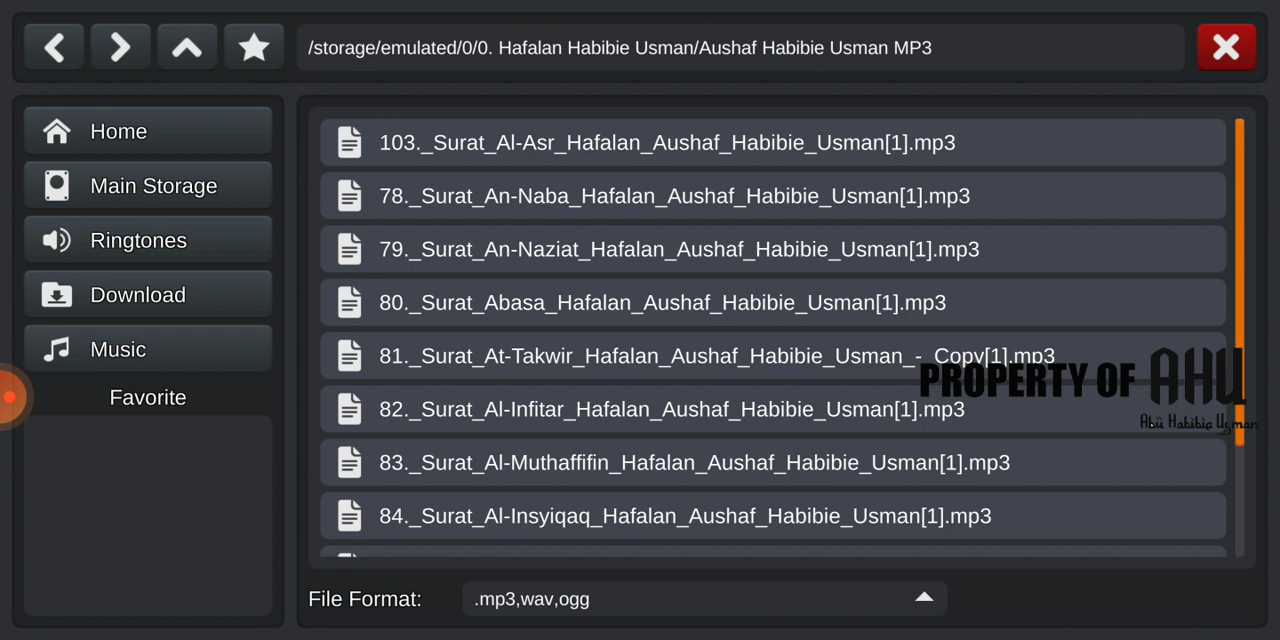 /storage/emulated/0/0. Hafalan Habibie Usman/Aushaf Habibie Usman MP3
Home
Main Storage
Ringtones
Download
Music
Favorite
103._Surat_Al-Asr_Hafalan_Aushaf_Habibie_Usman[1].mp3
78._Surat_An-Naba_Hafalan_Aushaf_Habibie_Usman[1].mp3
79._Surat_An-Naziat_Hafalan_Aushaf_Habibie_Usman[1].mp3
80._Surat_Abasa_Hafalan_Aushaf_Habibie_Usman[1].mp3
81._Surat_At-Takwir_Hafalan_Aushaf_Habibie_Usman_-_Copy[1].mp3
82._Surat_Al-Infitar_Hafalan_Aushaf_Habibie_Usman[1].mp3
83._Surat_Al-Muthaffifin_Hafalan_Aushaf_Habibie_Usman[1].mp3
84._Surat_Al-Insyiqaq_Hafalan_Aushaf_Habibie_Usman[1].mp3
PROPERTY OF AHU
Abu Habibie Usman
File Format: .mp3,wav,ogg